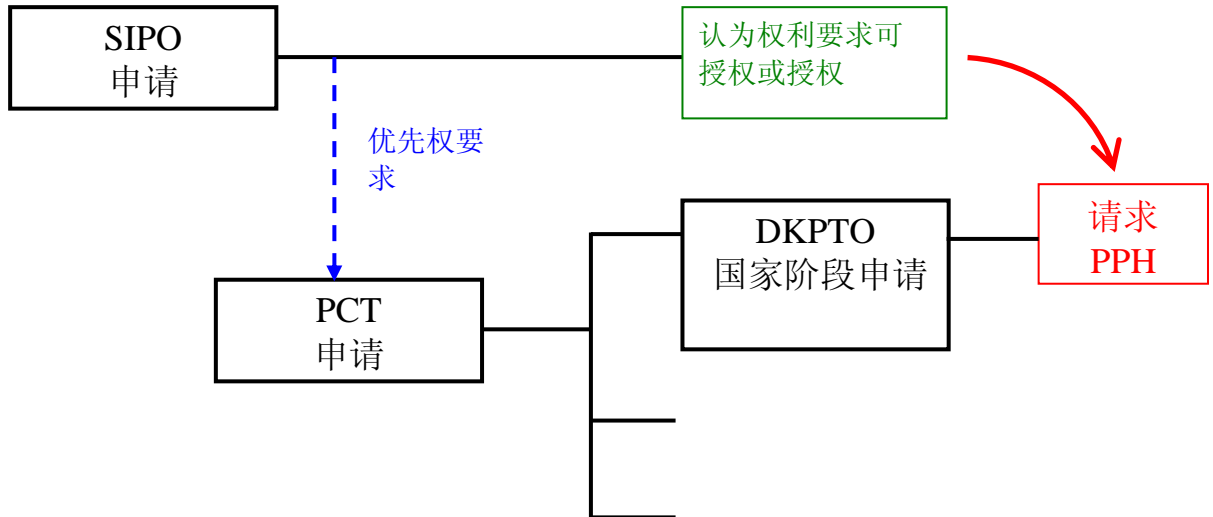 SIPO
申请
认为权利要求可
授权或授权
优先权要
求
DKPTO
国家阶段申请
请求
PPH
PCT
申请